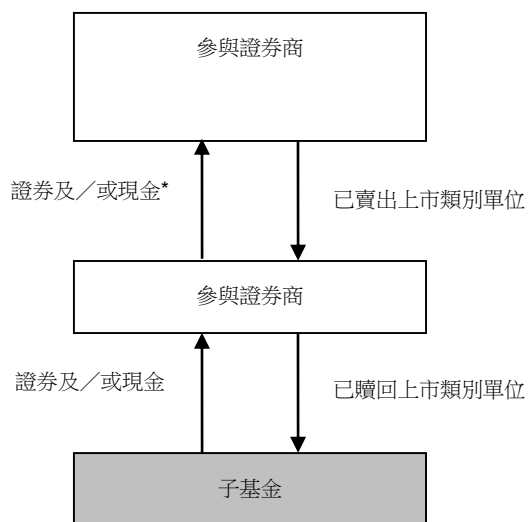 參與證券商
證券及／或現金*
已賣出上市類別單位
參與證券商
證券及／或現金
已贖回上市類別單位
子基金